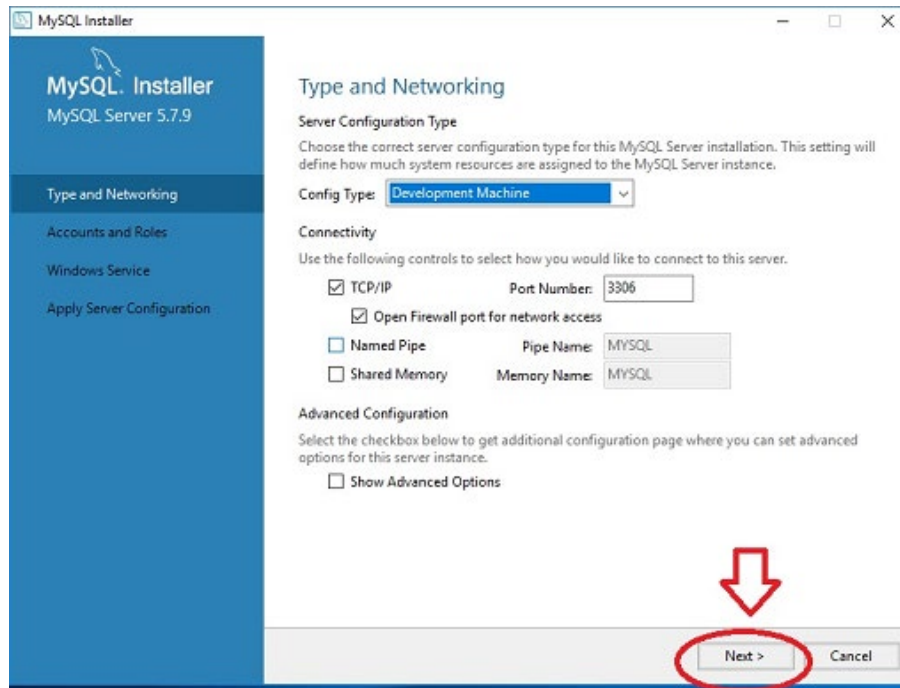 MySQL Installer
MySQL. Installer
MySQL Server 5.7.9
Type and Networking
Accounts and Roles
Windows Service
Apply Server Configuration
Type and Networking
Server Configuration Type
Choose the correct server configuration type for this MySQL Server installation. This setting will
define how much system resources are assigned to the MySQL Server instance.
Config Type: Development Machine
Connectivity
Use the following controls to select how you would like to connect to this server.
TCP/IP Port Number: 3306
Open Firewall port for network access
Named Pipe Pipe Name: MYSQL
Shared Memory Memory Name: MYSQL
Advanced Configuration
Select the checkbox below to get additional configuration page where you can set advanced
options for this server instance.
Show Advanced Options
Next > Cancel